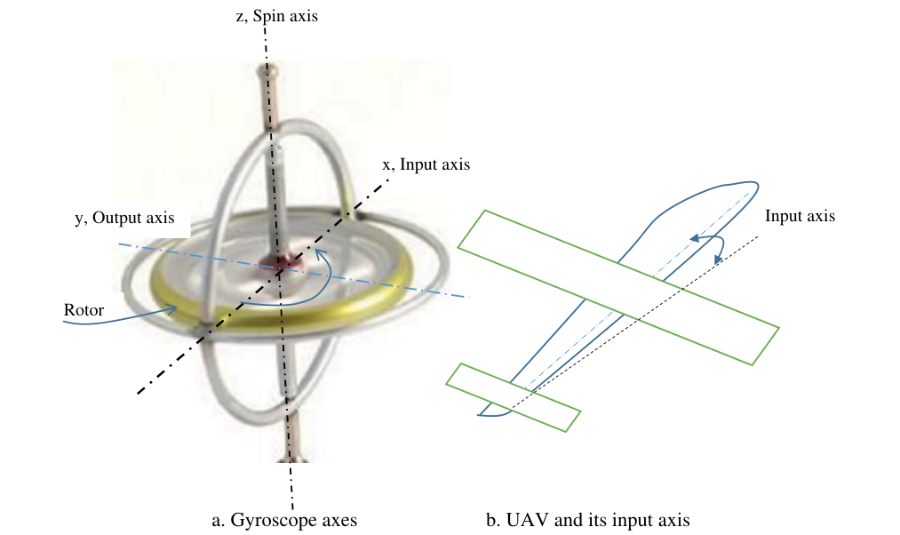 z, Spin axis
x, Input axis
y, Output axis
Input axis
Rotor
a. Gyroscope axes
b. UAV and its input axis